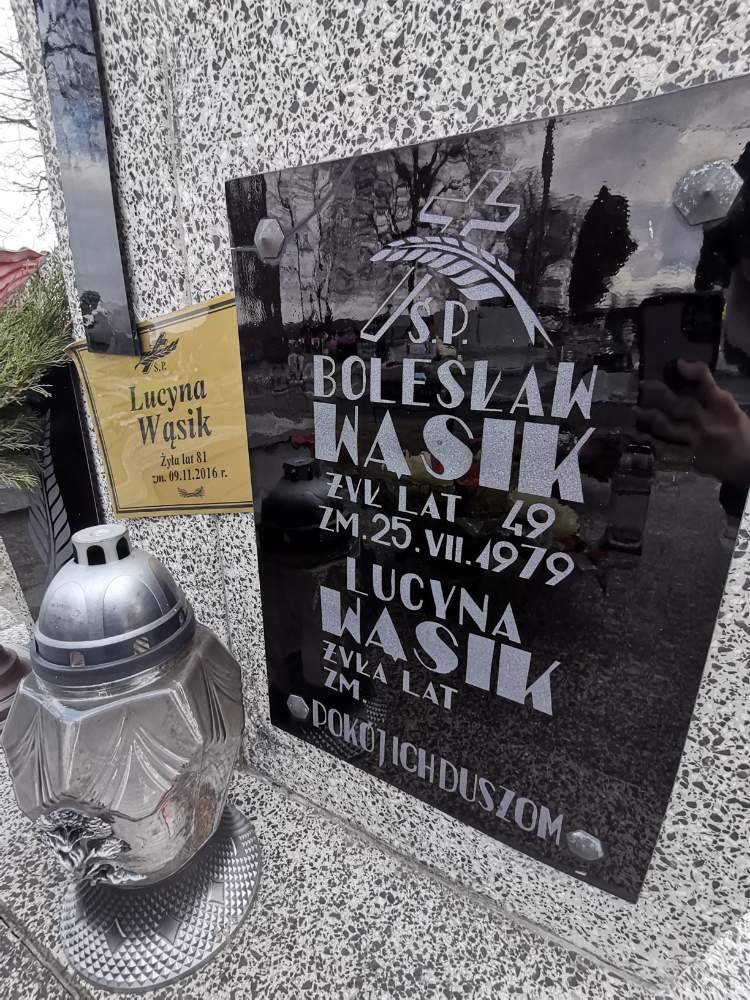 Ś.P.
Lucyna
Wąsik
Żyła lat 81
zm. 09.11.2016 r.
Ś.P.
BOLESŁAW
WĄSIK
ŻYŁ LAT 49
ZM. 25.VII.1979
LUCYNA
WĄSIK
ŻYŁA LAT
ZM.
POKÓJ ICH DUSZOM